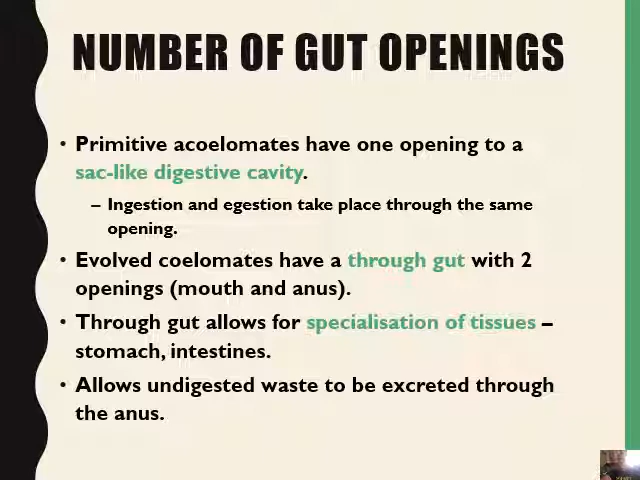 NUMBER OF GUT OPENINGS
• Primitive acoelomates have one opening to a
sac-like digestive cavity.
– Ingestion and egestion take place through the same
opening.
• Evolved coelomates have a through gut with 2
openings (mouth and anus).
• Through gut allows for specialisation of tissues –
stomach, intestines.
• Allows undigested waste to be excreted through
the anus.